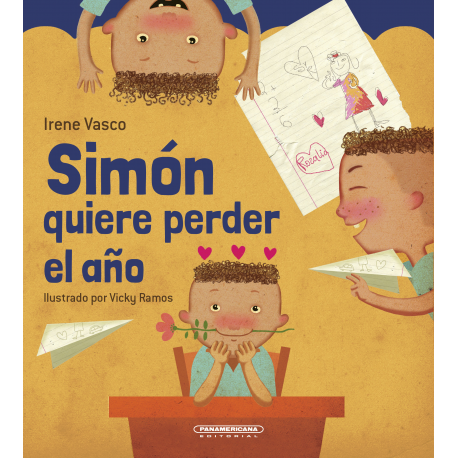 Irene Vasco
Simón
quiere perder
el año
Ilustrado por Vicky Ramos
Rosalía
PANAMERICANA
EDITORIAL